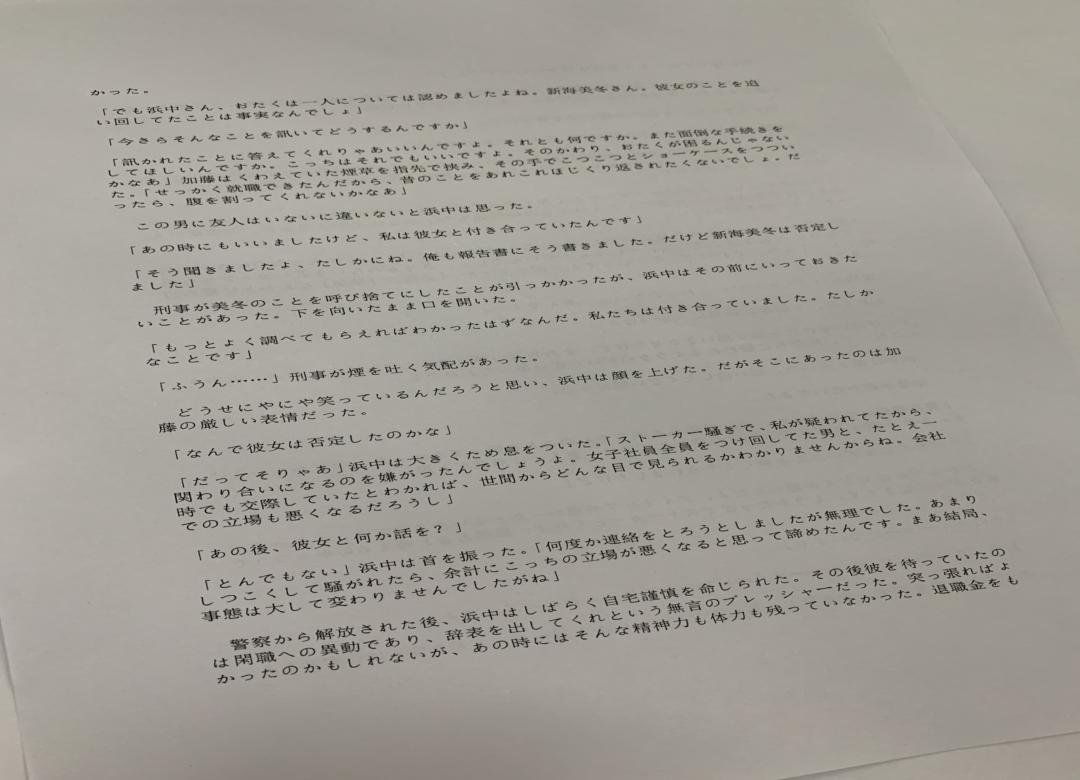 かった。
「でも浜中さん、おたくは一人については認めましたよね。新海美冬さん。彼女のことを追
い回してたことは事実なんでしょ」
「今さらそんなことを訊いてどうするんですか」
「訊かれたことに答えてくれりゃあいいんですよ。それとも何ですか。また面倒な手続きを
してほしいんですか。こっちはそれでもいいですよ。そのかわり、おたくが困るんじゃない
かなあ」加藤はくわえていた煙草を指先で挟み、その手でこつこつとショーケースをつつい
た。「せっかく就職できたんだから、昔のことをあれこれほじくり返されたくないでしょ。だ
ったら、腹を割ってくれないかなあ」
この男に友人はいないに違いないと浜中は思った。
「あの時にもいいましたけど、私は彼女と付き合っていたんです」
「そう聞きましたよ、たしかにね。俺も報告書にそう書きました。だけど新海美冬は否定し
ました」
刑事が美冬のことを呼び捨てにしたことが引っかかったが、浜中はその前にいっておきた
いことがあった。下を向いたまま口を開いた。
「もっとよく調べてもらえればわかったはずなんだ。私たちは付き合っていました。たしか
なことです」
「ふうん……」刑事が煙を吐く気配があった。
どうせにやにや笑っているんだろうと思い、浜中は顔を上げた。だがそこにあったのは加
藤の厳しい表情だった。
「なんで彼女は否定したのかな」
「だってそりゃあ」浜中は大きくため息をついた。「ストーカー騒ぎで、私が疑われてたから、
関わり合いになるのを嫌がったんでしょうよ。女子社員全員をつけ回してた男と、たとえ一
時でも交際していたとわかれば、世間からどんな目で見られるかわかりませんからね。会社
での立場も悪くなるだろうし」
「あの後、彼女と何か話を？」
「とんでもない」浜中は首を振った。「何度か連絡をとろうとしましたが無理でした。あまり
しつこくして騒がれたら、余計にこっちの立場が悪くなると思って諦めたんです。まあ結局、
事態は大して変わりませんでしたがね」
警察から解放された後、浜中はしばらく自宅謹慎を命じられた。その後彼を待っていたの
は閑職への異動であり、辞表を出してくれという無言のプレッシャーだった。突っ張ればよ
かったのかもしれないが、あの時にはそんな精神力も体力も残っていなかった。退職金をも